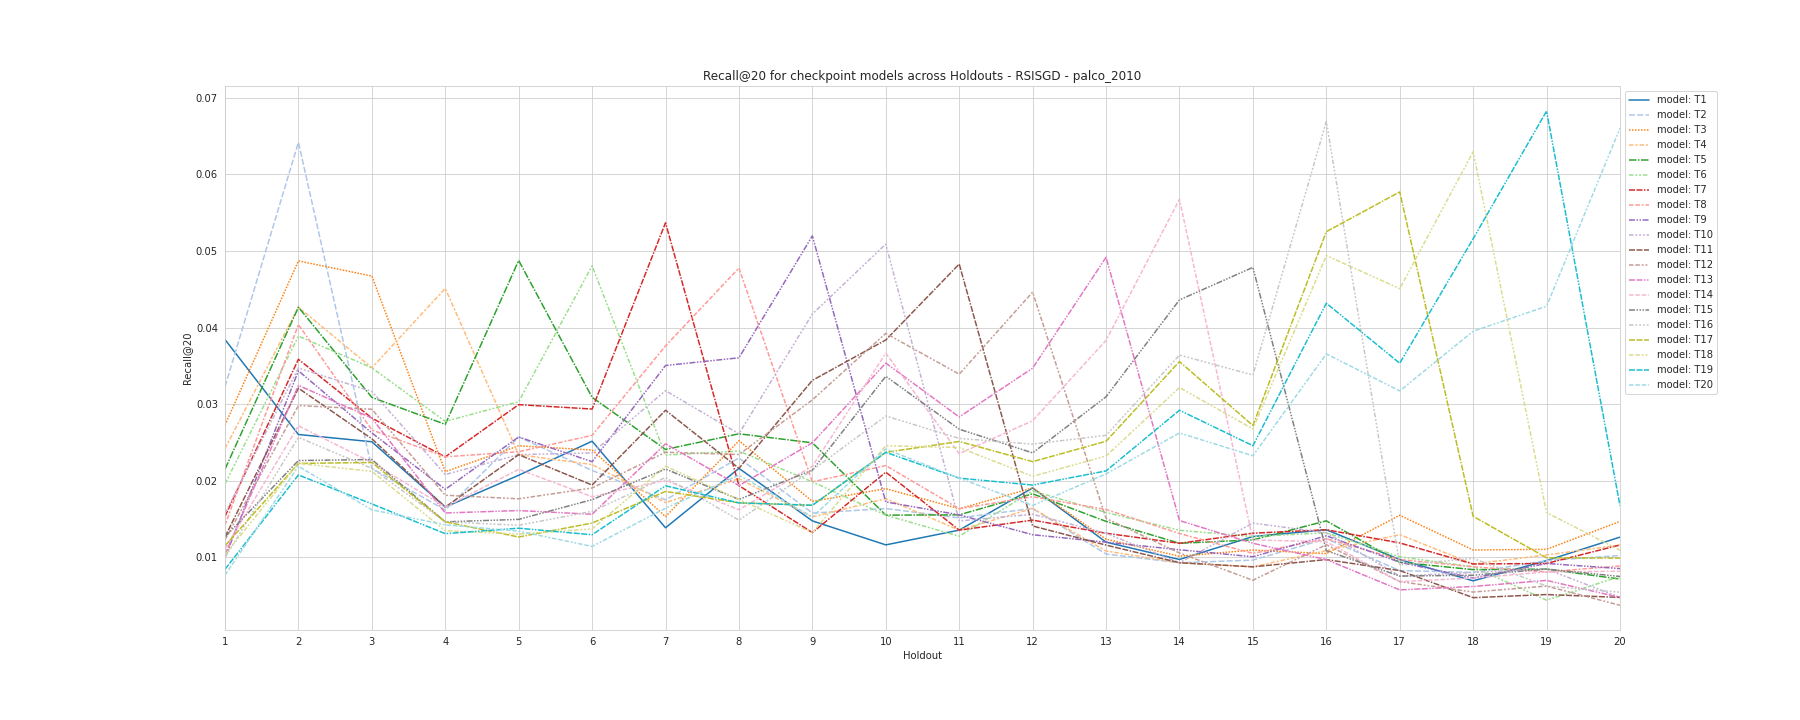 Recall@20 for checkpoint models across Holdouts - RSISGD - palco_2010
0.07
0.06
0.05
0.04
0.03
0.02
0.01
Recall@20
1 2 3 4 5 6 7 8 9 10 11 12 13 14 15 16 17 18 19 20
Holdout
model: T1
model: T2
model: T3
model: T4
model: T5
model: T6
model: T7
model: T8
model: T9
model: T10
model: T11
model: T12
model: T13
model: T14
model: T15
model: T16
model: T17
model: T18
model: T19
model: T20